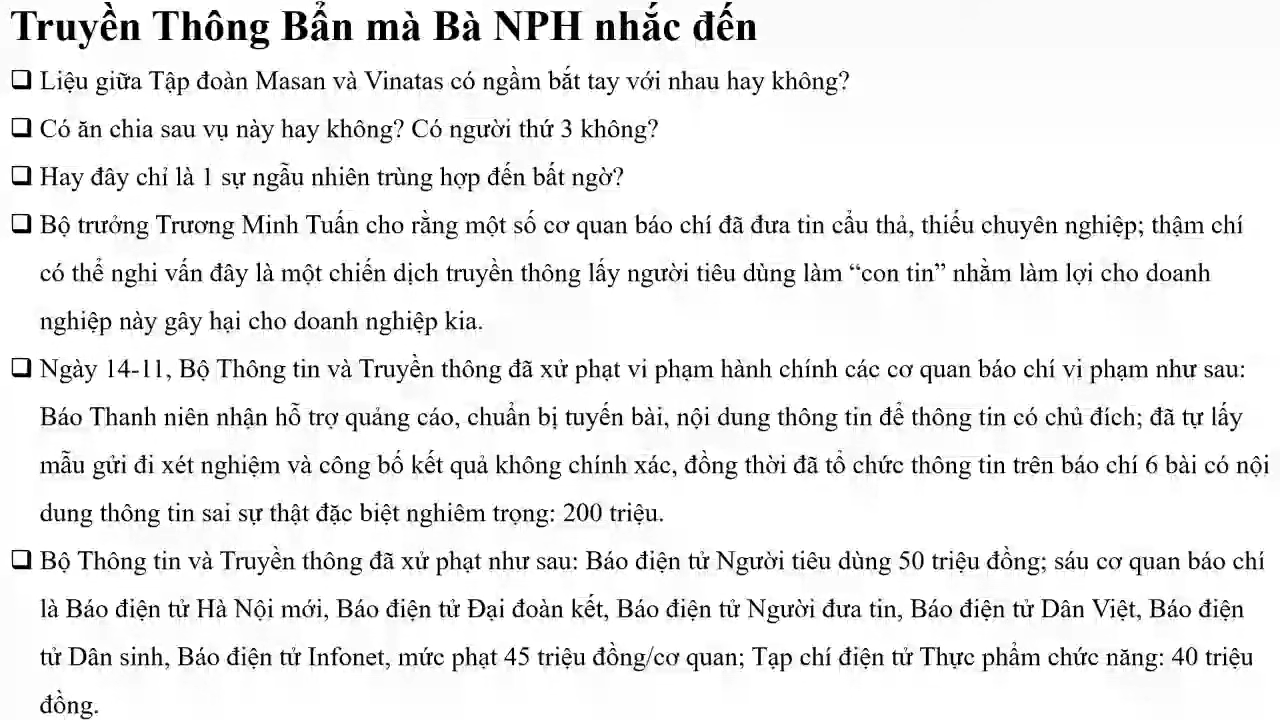 Truyền Thông Bẩn mà Bà NPH nhắc đến
❑ Liệu giữa Tập đoàn Masan và Vinatas có ngầm bắt tay với nhau hay không?
❑ Có ăn chia sau vụ này hay không? Có người thứ 3 không?
❑ Hay đây chỉ là 1 sự ngẫu nhiên trùng hợp đến bất ngờ?
❑ Bộ trưởng Trương Minh Tuấn cho rằng một số cơ quan báo chí đã đưa tin cẩu thả, thiếu chuyên nghiệp; thậm chí
có thể nghi vấn đây là một chiến dịch truyền thông lấy người tiêu dùng làm “con tin” nhằm làm lợi cho doanh
nghiệp này gây hại cho doanh nghiệp kia.
❑ Ngày 14-11, Bộ Thông tin và Truyền thông đã xử phạt vi phạm hành chính các cơ quan báo chí vi phạm như sau:
Báo Thanh niên nhận hỗ trợ quảng cáo, chuẩn bị tuyến bài, nội dung thông tin để thông tin có chủ đích; đã tự lấy
mẫu gửi đi xét nghiệm và công bố kết quả không chính xác, đồng thời đã tổ chức thông tin trên báo chí 6 bài có nội
dung thông tin sai sự thật đặc biệt nghiêm trọng: 200 triệu.
❑ Bộ Thông tin và Truyền thông đã xử phạt như sau: Báo điện tử Người tiêu dùng 50 triệu đồng; sáu cơ quan báo chí
là Báo điện tử Hà Nội mới, Báo điện tử Đại đoàn kết, Báo điện tử Người đưa tin, Báo điện tử Dân Việt, Báo điện
tử Dân sinh, Báo điện tử Infonet, mức phạt 45 triệu đồng/cơ quan; Tạp chí điện tử Thực phẩm chức năng: 40 triệu
đồng.